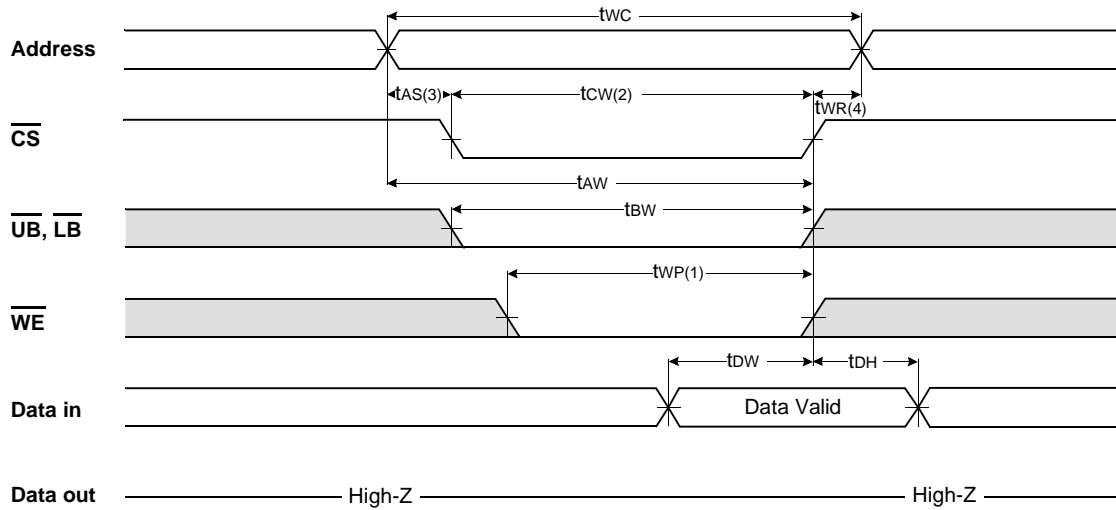 tWC
Address
tAS(3) tCW(2) tWR(4)
CS
tAW
UB, LB
tBW
WE
tWP(1)
tDW tDH
Data in
Data Valid
Data out
High-Z High-Z